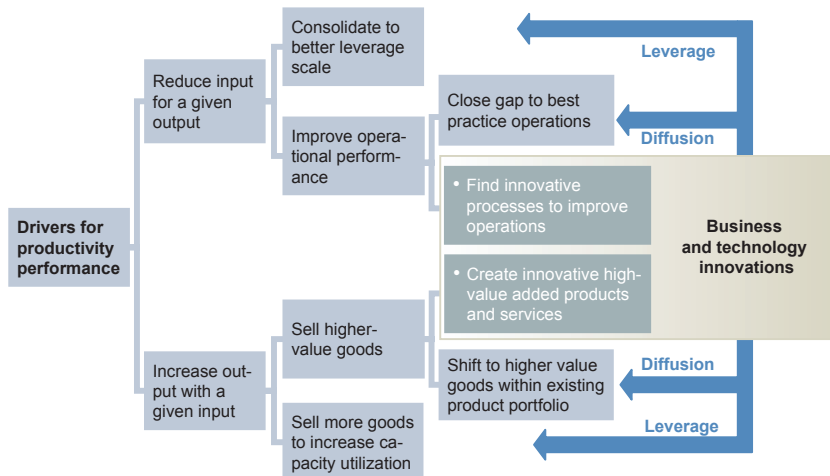 Consolidate to
better leverage
scale
Leverage
Reduce input
for a given
output
Close gap to best
practice operations
Diffusion
Improve opera-
tional perform-
ance
• Find innovative
processes to improve
operations
Drivers for
productivity
performance
Business
and technology
innovations
• Create innovative high-
value added products
and services
Sell higher-
value goods
Increase out-
put with a
given input
Shift to higher value
goods within existing
product portfolio
Diffusion
Sell more goods
to increase ca-
pacity utilization
Leverage